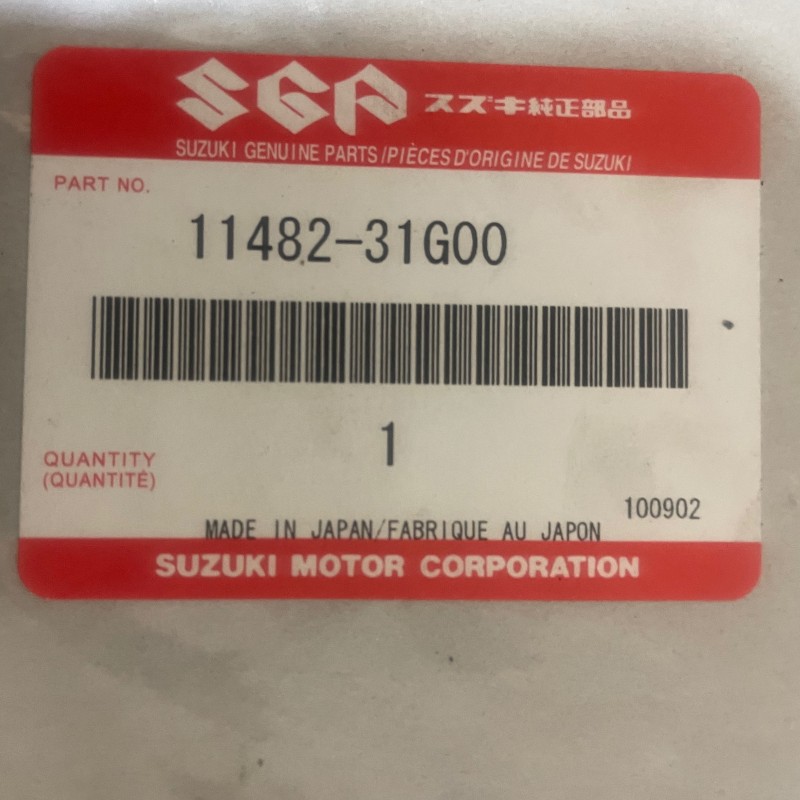 SGP スズキ純正部品
SUZUKI GENUINE PARTS/PIÈCES D'ORIGINE DE SUZUKI
PART NO.
11482-31G00
1
QUANTITY
(QUANTITÉ)
100902
MADE IN JAPAN/FABRIQUE AU JAPON
SUZUKI MOTOR CORPORATION